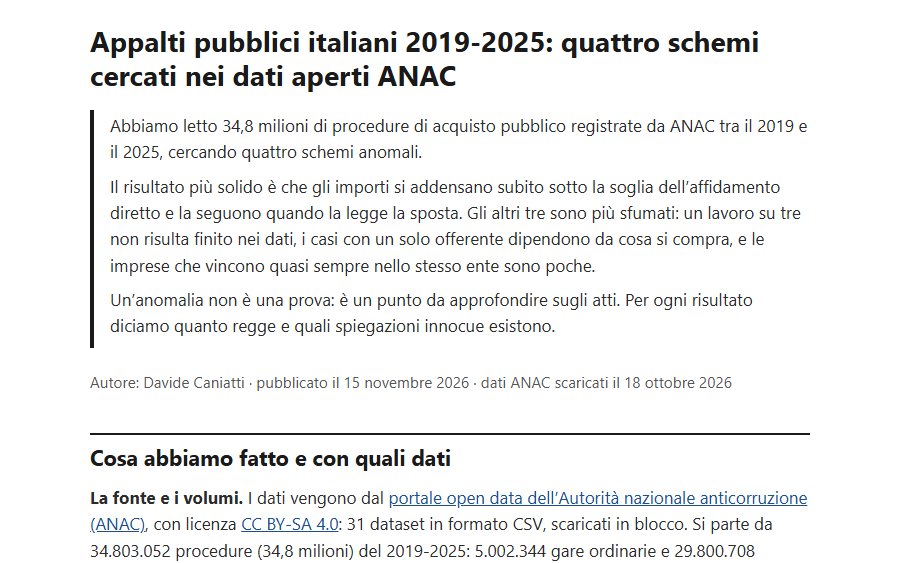 Appalti pubblici italiani 2019-2025: quattro schemi
cercati nei dati aperti ANAC
Abbiamo letto 34,8 milioni di procedure di acquisto pubblico registrate da ANAC tra il 2019 e
il 2025, cercando quattro schemi anomali.
Il risultato più solido è che gli importi si addensano subito sotto la soglia dell’affidamento
diretto e la seguono quando la legge la sposta. Gli altri tre sono più sfumati: un lavoro su tre
non risulta finito nei dati, i casi con un solo offerente dipendono da cosa si compra, e le
imprese che vincono quasi sempre nello stesso ente sono poche.
Un’anomalia non è una prova: è un punto da approfondire sugli atti. Per ogni risultato
diciamo quanto regge e quali spiegazioni innocue esistono.
Autore: Davide Caniatti · pubblicato il 15 novembre 2026 · dati ANAC scaricati il 18 ottobre 2026
Cosa abbiamo fatto e con quali dati
La fonte e i volumi. I dati vengono dal portale open data dell’Autorità nazionale anticorruzione
(ANAC), con licenza CC BY-SA 4.0: 31 dataset in formato CSV, scaricati in blocco. Si parte da
34.803.052 procedure (34,8 milioni) del 2019-2025: 5.002.344 gare ordinarie e 29.800.708